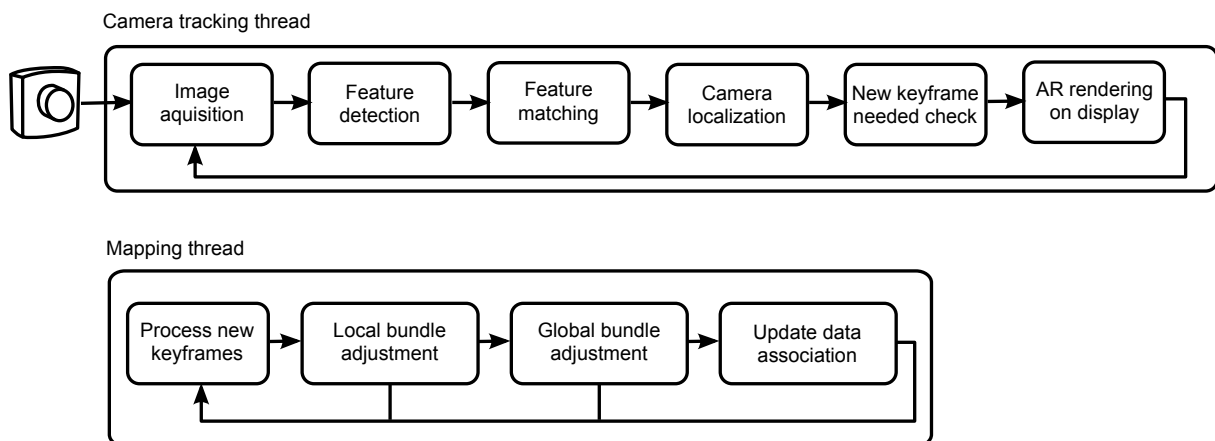 Camera tracking thread
Image
aquisition
Feature
detection
Feature
matching
Camera
localization
New keyframe
needed check
AR rendering
on display
Mapping thread
Process new
keyframes
Local bundle
adjustment
Global bundle
adjustment
Update data
association